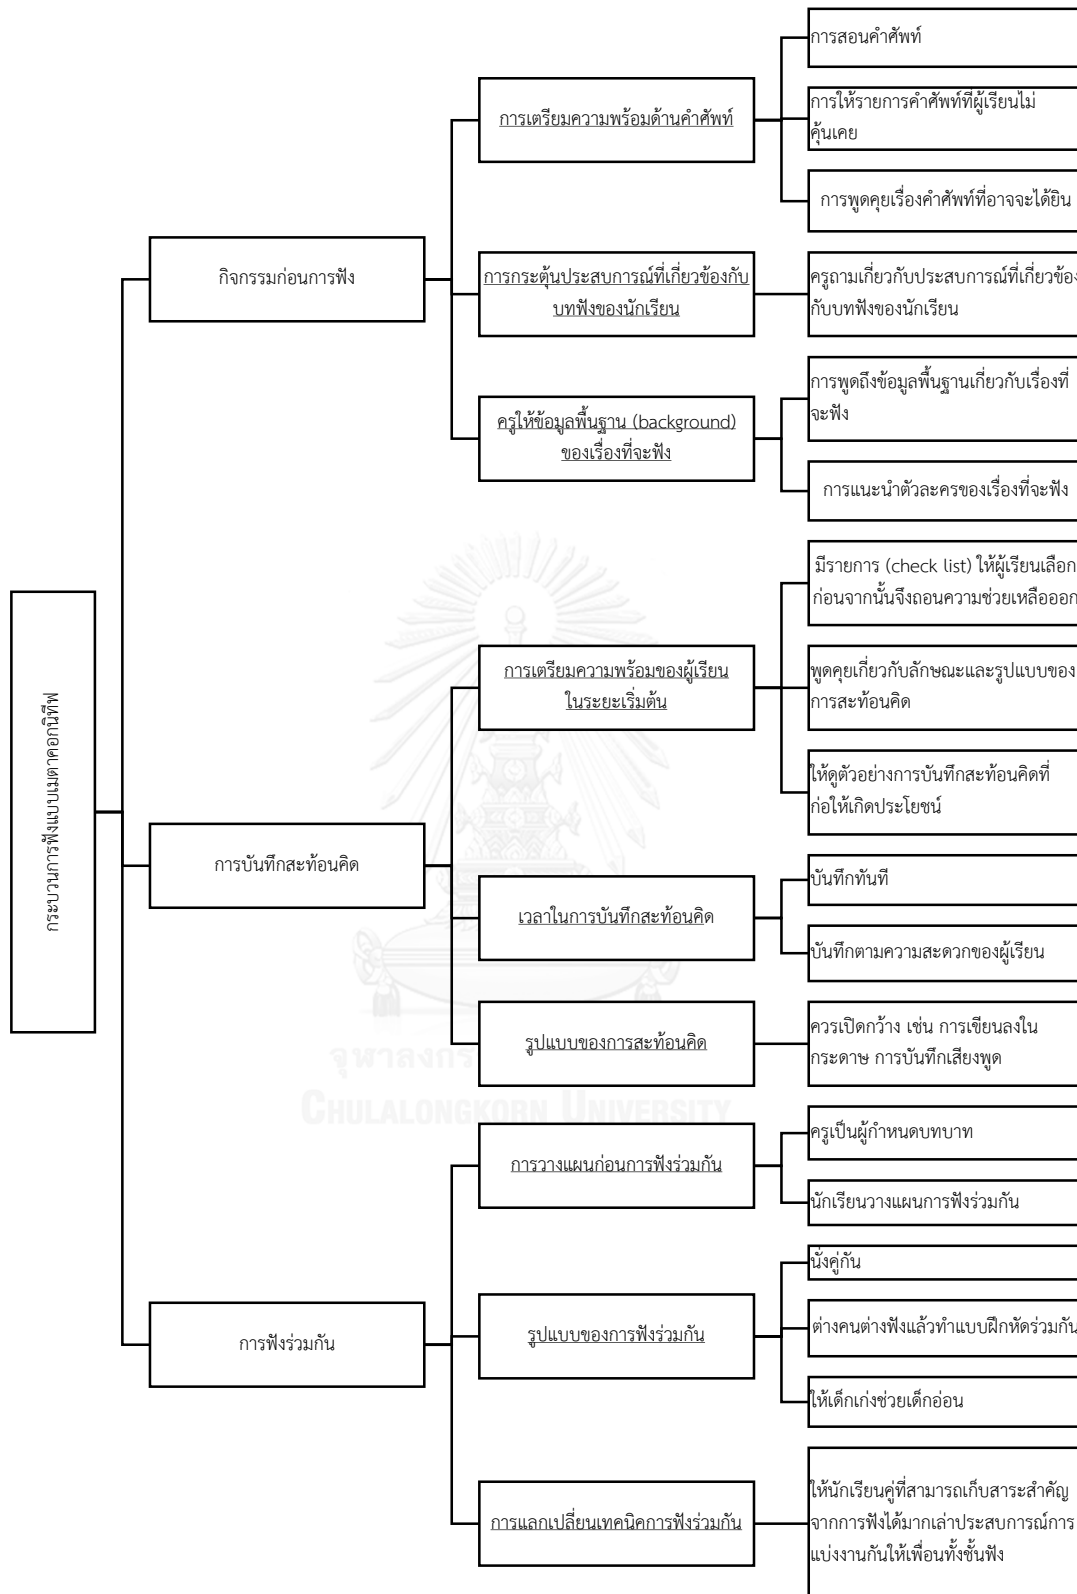 กระบวนการฟังแบบเมตาคอกนิทีฟ
กิจกรรมก่อนการฟัง
การเตรียมความพร้อมด้านคำศัพท์
การสอนคำศัพท์
การให้รายการคำศัพท์ที่ผู้เรียนไม่
คุ้นเคย
การพูดคุยเรื่องคำศัพท์ที่อาจจะได้ยิน
การกระตุ้นประสบการณ์ที่เกี่ยวข้องกับ
บทฟังของนักเรียน
ครูถามเกี่ยวกับประสบการณ์ที่เกี่ยวข้อง
กับบทฟังของนักเรียน
ครูให้ข้อมูลพื้นฐาน (background)
ของเรื่องที่จะฟัง
การพูดถึงข้อมูลพื้นฐานเกี่ยวกับเรื่องที่
จะฟัง
การแนะนำตัวละครของเรื่องที่จะฟัง
การบันทึกสะท้อนคิด
การเตรียมความพร้อมของผู้เรียน
ในระยะเริ่มต้น
มีรายการ (check list) ให้ผู้เรียนเลือก
ก่อนจากนั้นจึงถอนความช่วยเหลือออก
พูดคุยเกี่ยวกับลักษณะและรูปแบบของ
การสะท้อนคิด
ให้ดูตัวอย่างการบันทึกสะท้อนคิดที่
ก่อให้เกิดประโยชน์
เวลาในการบันทึกสะท้อนคิด
บันทึกทันที
บันทึกตามความสะดวกของผู้เรียน
รูปแบบของการสะท้อนคิด
ควรเปิดกว้าง เช่น การเขียนลงใน
กระดาษ การบันทึกเสียงพูด
จุฬาลงกร
CHULALONGKORN UNIVERSITY
การฟังร่วมกัน
การวางแผนก่อนการฟังร่วมกัน
ครูเป็นผู้กำหนดบทบาท
นักเรียนวางแผนการฟังร่วมกัน
รูปแบบของการฟังร่วมกัน
นั่งคู่กัน
ต่างคนต่างฟังแล้วทำแบบฝึกหัดร่วมกัน
ให้เด็กเก่งช่วยเด็กอ่อน
การแลกเปลี่ยนเทคนิคการฟังร่วมกัน
ให้นักเรียนคู่ที่สามารถเก็บสาระสำคัญ
จากการฟังได้มากเล่าประสบการณ์การ
แบ่งงานกันให้เพื่อนทั้งชั้นฟัง